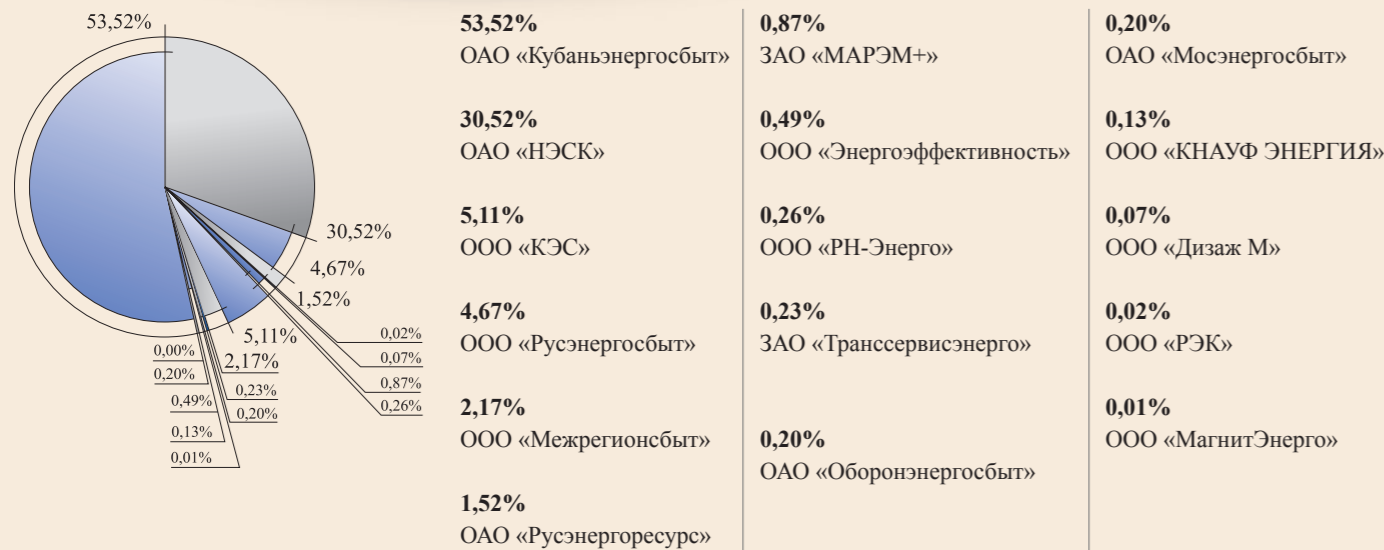 53,52%
30,52%
4,67%
1,52%
5,11%
0,02%
0,07%
0,87%
0,26%
0,00%
2,17%
0,20%
0,23%
0,49%
0,20%
0,13%
0,01%
53,52%
ОАО «Кубаньэнергосбыт»
30,52%
ОАО «НЭСК»
5,11%
ООО «КЭС»
4,67%
ООО «Русэнергосбыт»
2,17%
ООО «Межрегионсбыт»
1,52%
ОАО «Русэнергоресурс»
0,87%
ЗАО «МАРЭМ+»
0,49%
ООО «Энергоэффективность»
0,26%
ООО «РН-Энерго»
0,23%
ЗАО «Транссервисэнерго»
0,20%
ОАО «Оборонэнергосбыт»
0,20%
ОАО «Мосэнергосбыт»
0,13%
ООО «КНАУФ ЭНЕРГИЯ»
0,07%
ООО «Дизаж М»
0,02%
ООО «РЭК»
0,01%
ООО «МагнитЭнерго»